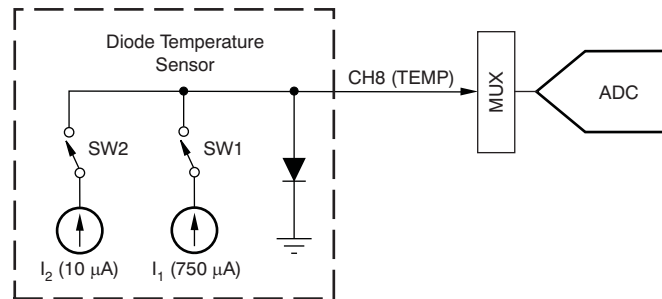 Diode Temperature
Sensor
CH8 (TEMP)
MUX
ADC
SW2
SW1
I2 (10 μA)
I1 (750 μA)